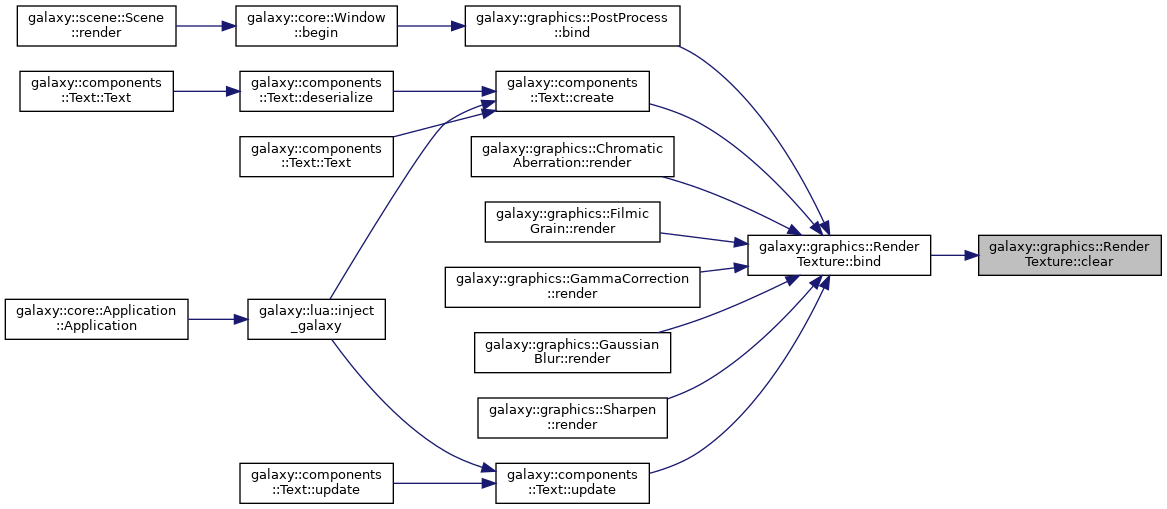 galaxy::scene::Scene
::render
galaxy::core::Window
::begin
galaxy::graphics::PostProcess
::bind
galaxy::components
::Text::Text
galaxy::components
::Text::deserialize
galaxy::components
::Text::create
galaxy::components
::Text::Text
galaxy::graphics::Chromatic
Aberration::render
galaxy::graphics::Filmic
Grain::render
galaxy::graphics::Render
Texture::bind
galaxy::graphics::Render
Texture::clear
galaxy::graphics::GammaCorrection
::render
galaxy::core::Application
::Application
galaxy::lua::inject
_galaxy
galaxy::graphics::Gaussian
Blur::render
galaxy::graphics::Sharpen
::render
galaxy::components
::Text::update
galaxy::components
::Text::update